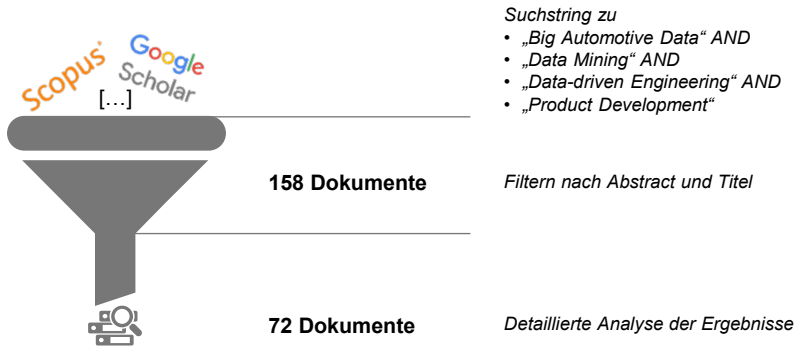 Suchstring zu
• „Big Automotive Data“ AND
• „Data Mining“ AND
• „Data-driven Engineering“ AND
• „Product Development“
Scopus®
Google
Scholar
[…]
158 Dokumente
Filtern nach Abstract und Titel
72 Dokumente
Detaillierte Analyse der Ergebnisse